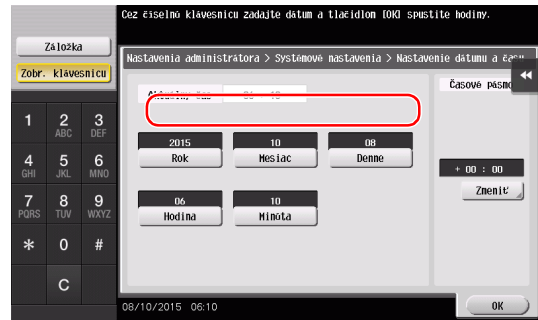 Cez číselnú klávesnicu zadajte dátum a tlačidlom [OK] spustite hodiny.
Záložka
Zobr. klávesnicu
Nastavenia administrátora > Systémové nastavenia > Nastavenie dátumu a
Časové
1
2 ABC
3 DEF
4 GHI
5 JKL
6 MNO
7 PQRS
8 TUV
9 WXYZ
*
0
#
C
2015
10
08
Rok
Mesiac
Denne
+ 00 : 00
Zmeniť
06
10
Hodina
Minúta
08/10/2015 06:10
OK